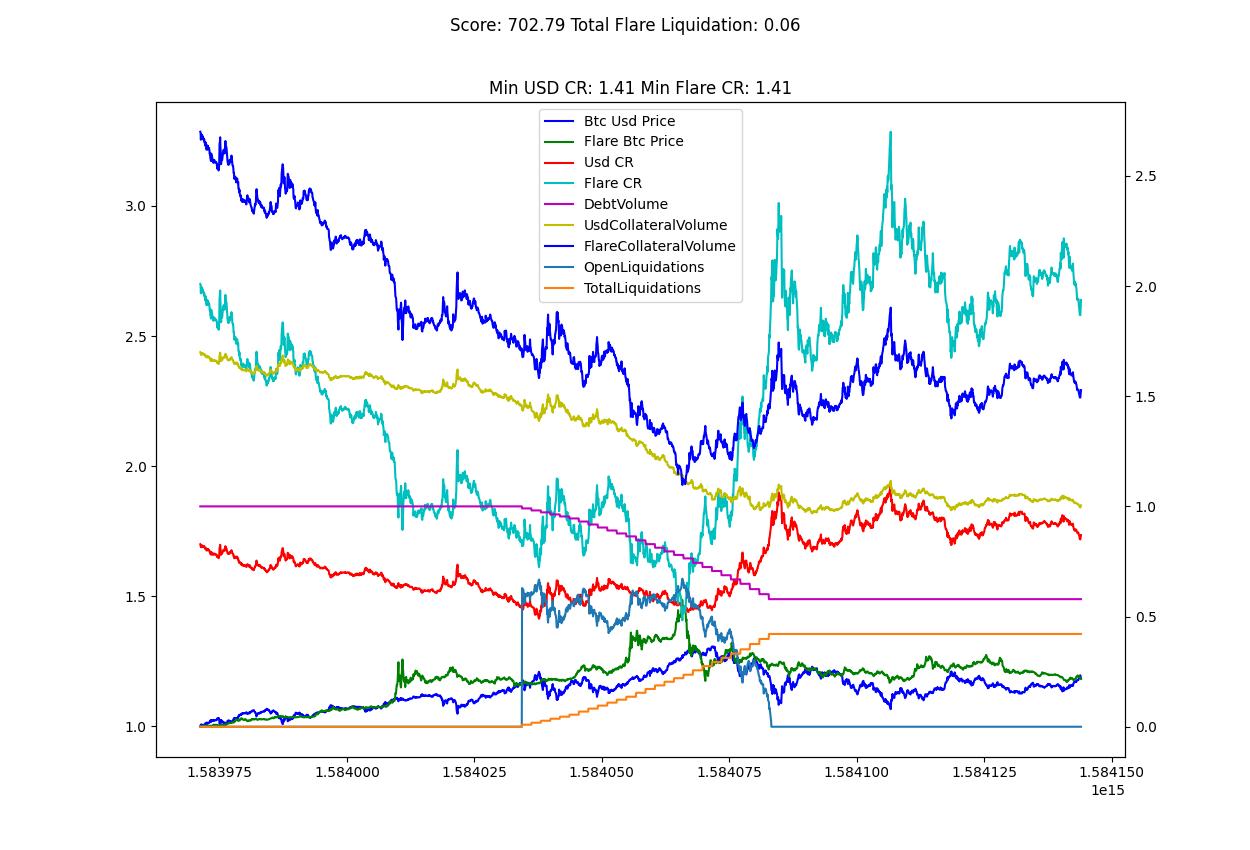 Score: 702.79 Total Flare Liquidation: 0.06
Min USD CR: 1.41 Min Flare CR: 1.41
Btc Usd Price
Flare Btc Price
Usd CR
Flare CR
DebtVolume
UsdCollateralVolume
FlareCollateralVolume
OpenLiquidations
TotalLiquidations
3.0
2.5
2.0
1.5
1.0
2.5
2.0
1.5
1.0
0.5
0.0
1.583975
1.584000
1.584025
1.584050
1.584075
1.584100
1.584125
1.584150
1e15